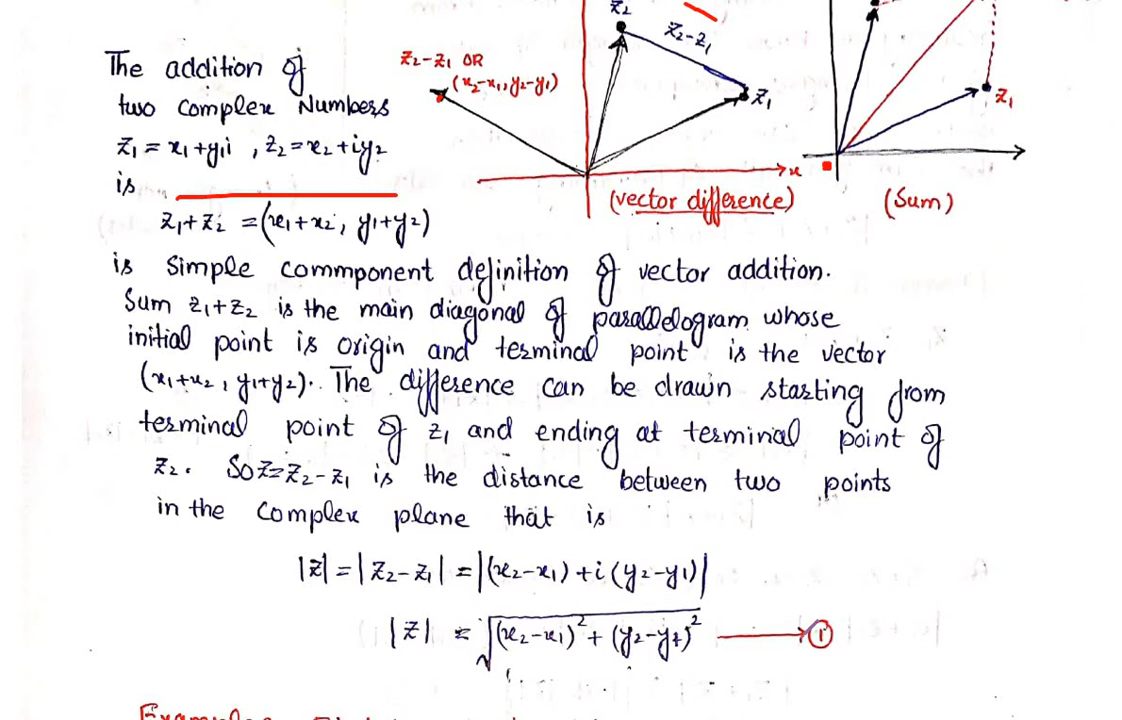 z₂
z₂-z₁
z₂-z₁ OR
(x₂-x₁, y₂-y₁)
z₁
x
(vector difference)
z₁
(Sum)
The addition of
two complex Numbers
z₁ = x₁+y₁i , z₂=x₂+iy₂
is
z₁+z₂ =(x₁+x₂, y₁+y₂)
is simple commponent definition of vector addition.
Sum z₁+z₂ is the main diagonal of parallelogram whose
initial point is origin and terminal point is the vector
(x₁+x₂, y₁+y₂). The difference can be drawn starting from
terminal point of z₁ and ending at terminal point of
z₂. So z=z₂-z₁ is the distance between two points
in the complex plane that is
|z| = |z₂-z₁| = |(x₂-x₁)+i(y₂-y₁)|
|z| = √(x₂-x₁)²+(y₂-y₁)² → ①